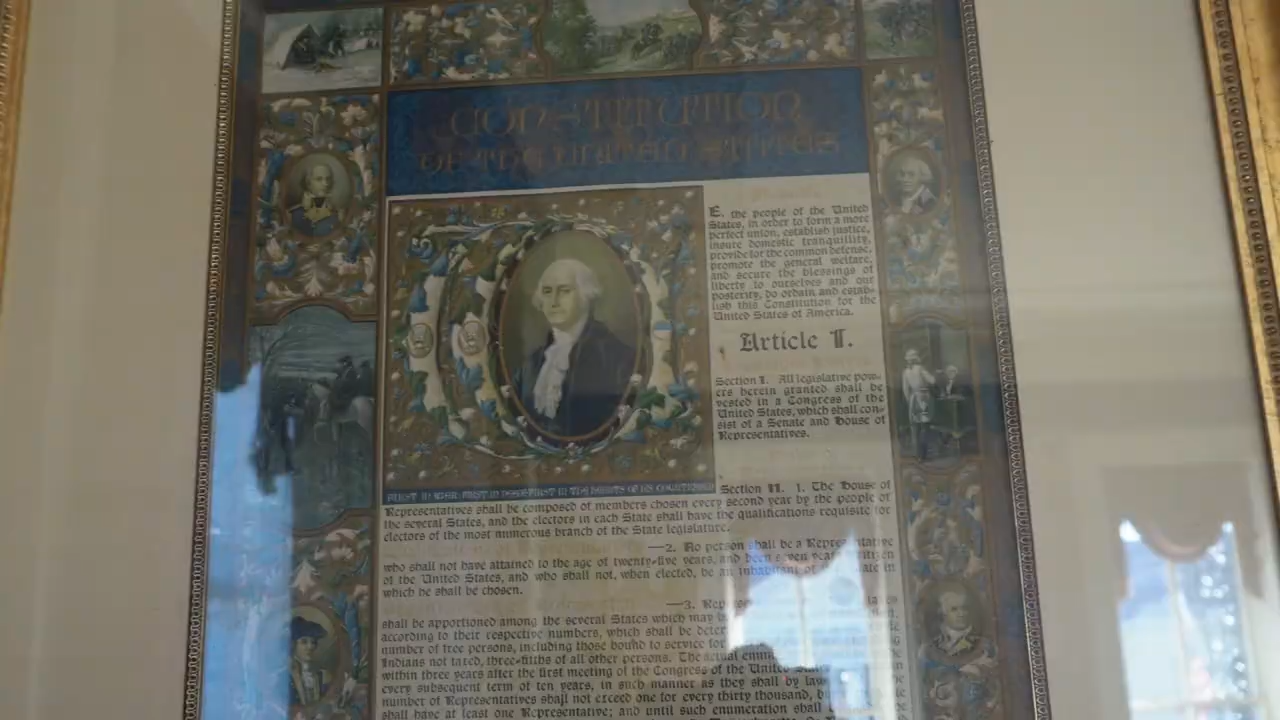 CONSTITUTION
OF THE UNITED STATES
E, the people of the United
States, in order to form a more
perfect union, establish justice,
insure domestic tranquillity,
provide for the common defense,
promote the general welfare,
and secure the blessings of
liberty to ourselves and our
posterity, do ordain and estab-
lish this Constitution for the
United States of America.
Article I.
Section I. All legislative pow-
ers herein granted shall be
vested in a Congress of the
United States, which shall con-
sist of a Senate and House of
Representatives.
FIRST IN WAR, FIRST IN PEACE, FIRST IN THE HEARTS OF HIS COUNTRYMEN
Section II. 1. The House of
Representatives shall be composed of members chosen every second year by the people of
the several States, and the electors in each State shall have the qualifications requisite for
electors of the most numerous branch of the State legislature.
—2. No person shall be a Representative
who shall not have attained to the age of twenty-five years, and been seven years a citizen
of the United States, and who shall not, when elected, be an inhabitant of in
which he shall be chosen.
—3.
shall be apportioned among the several States which may
according to their respective numbers, which shall be
number of free persons, including those bound to service for
Indians not taxed, three-fifths of all other persons. The actual
within three years after the first meeting of the Congress of the United
every subsequent term of ten years, in such manner as they shall by law
number of Representatives shall not exceed one for every thirty thousand,
shall have at least one Representative; and until such enumeration shall